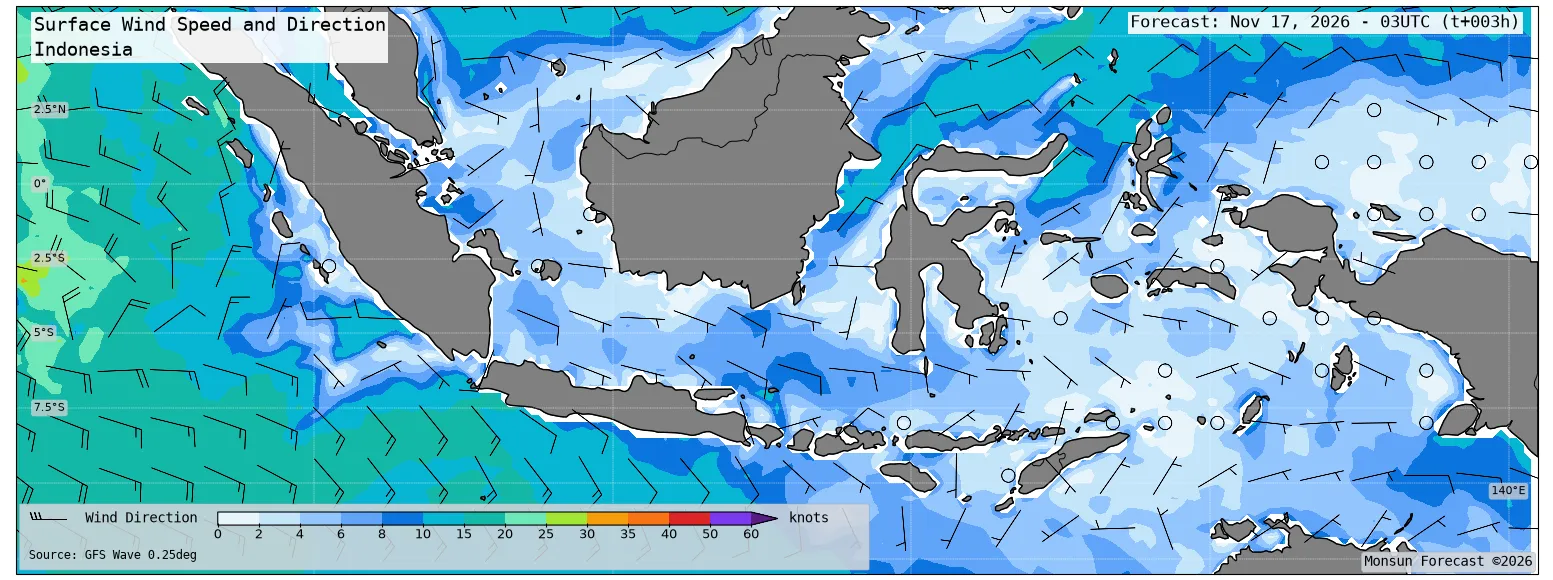 Surface Wind Speed and Direction
Indonesia
Forecast: Nov 17, 2026 - 03UTC (t+003h)
2.5°N
0°
2.5°S
5°S
7.5°S
140°E
Wind Direction
0 2 4 6 8 10 15 20 25 30 35 40 50 60 knots
Source: GFS Wave 0.25deg
Monsun Forecast ©2026